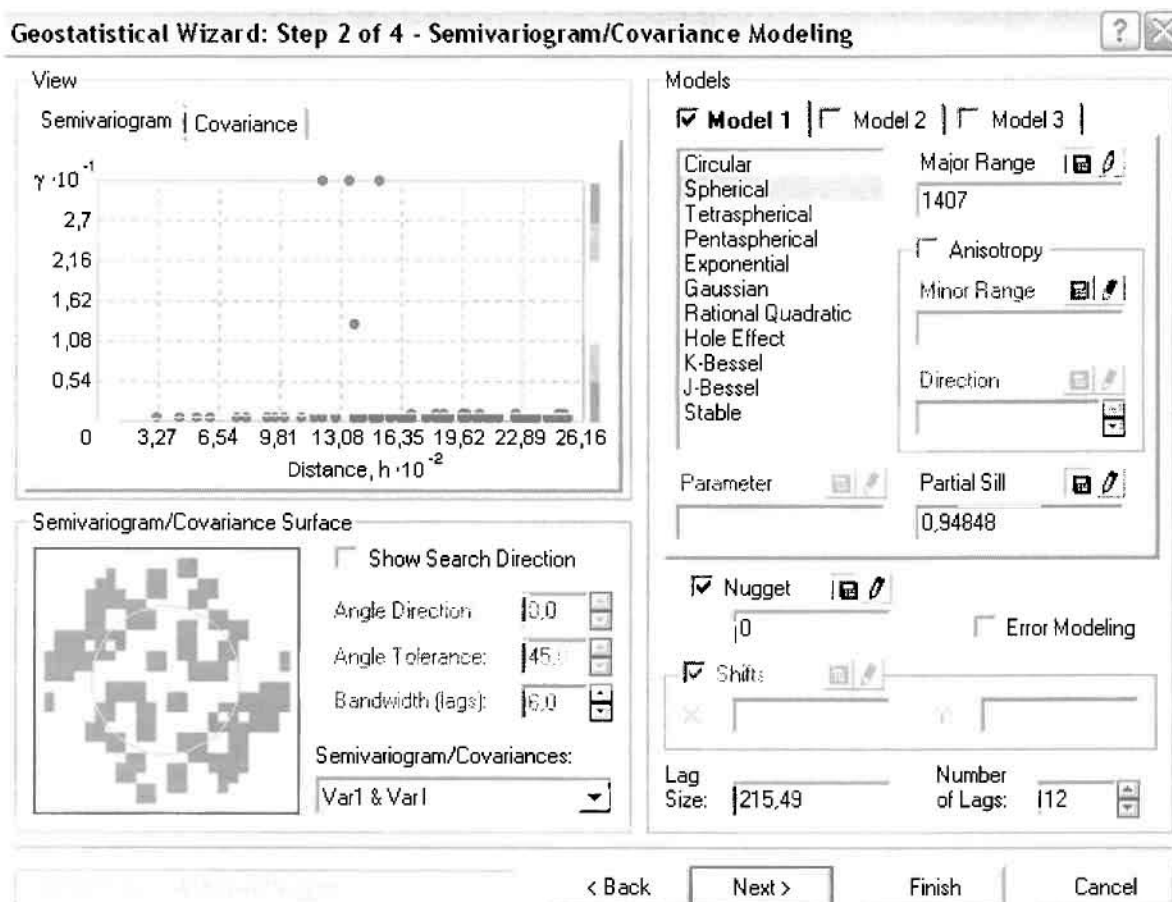 Geostatistical Wizard: Step 2 of 4 - Semivariogram/Covariance Modeling
?
View
Semivariogram
Covariance
γ ·10⁻¹
2,7
2,16
1,62
1,08
0,54
0 3,27 6,54 9,81 13,08 16,35 19,62 22,89 26,16
Distance, h ·10⁻²
Semivariogram/Covariance Surface
Show Search Direction
Angle Direction 0,0
Angle Tolerance: 45,
Bandwidth (lags): 6,0
Semivariogram/Covariances:
Var1 & Var1
Models
Model 1
Model 2
Model 3
Circular
Spherical
Tetraspherical
Pentaspherical
Exponential
Gaussian
Rational Quadratic
Hole Effect
K-Bessel
J-Bessel
Stable
Major Range
1407
Anisotropy
Minor Range
Direction
Parameter
Partial Sill
0,94848
Nugget
0
Error Modeling
Shifts
Lag
Size: 215,49
Number
of Lags: 12
< Back
Next >
Finish
Cancel